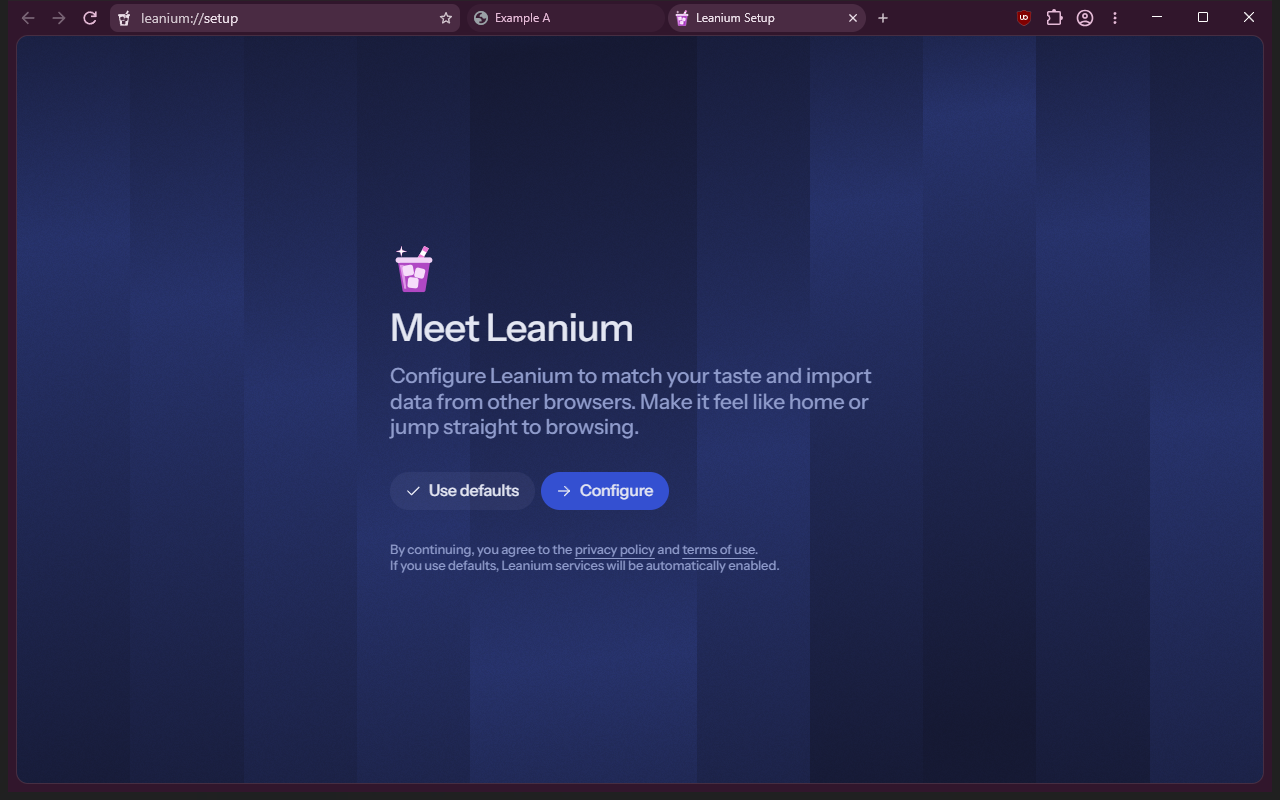 leanium://setup
Example A
Leanium Setup
Meet Leanium
Configure Leanium to match your taste and import
data from other browsers. Make it feel like home or
jump straight to browsing.
Use defaults
Configure
By continuing, you agree to the privacy policy and terms of use.
If you use defaults, Leanium services will be automatically enabled.